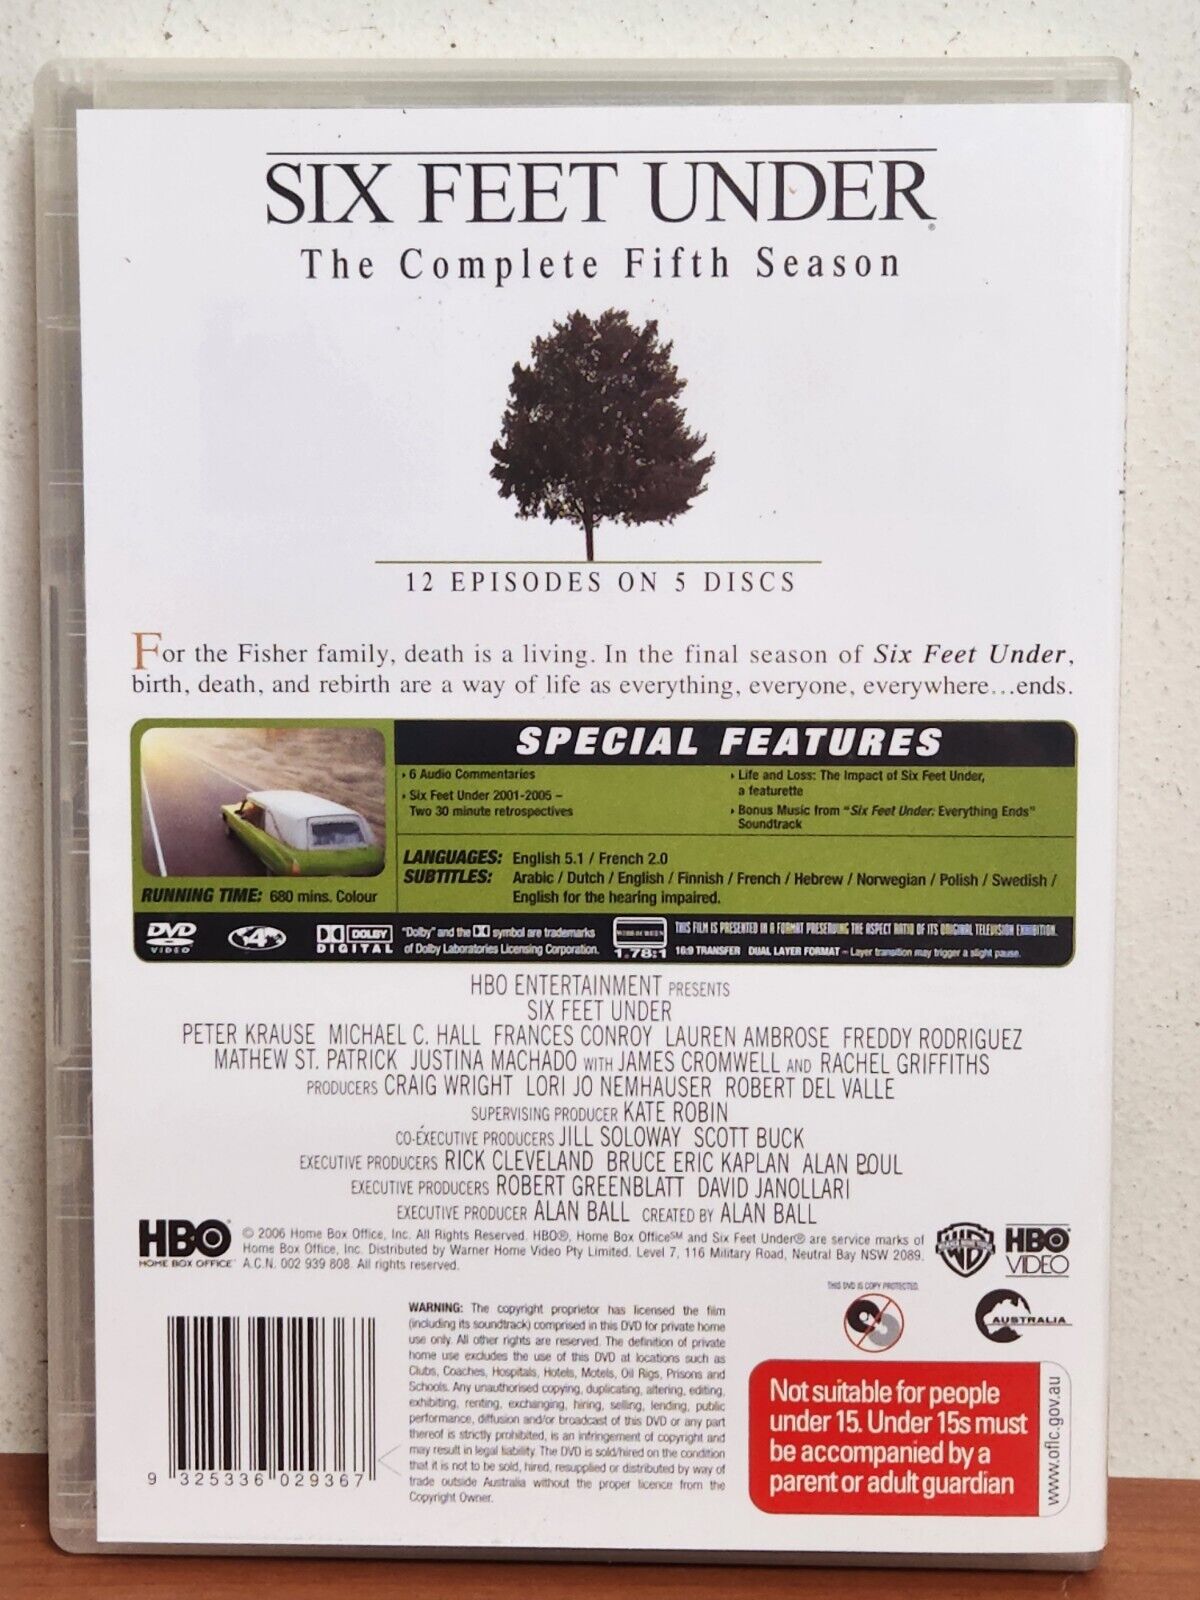 SIX FEET UNDER®
The Complete Fifth Season
12 EPISODES ON 5 DISCS
For the Fisher family, death is a living. In the final season of Six Feet Under,
birth, death, and rebirth are a way of life as everything, everyone, everywhere...ends.
SPECIAL FEATURES
• 6 Audio Commentaries
• Six Feet Under 2001-2005 –
Two 30 minute retrospectives
• Life and Loss: The Impact of Six Feet Under,
a featurette
• Bonus Music from “Six Feet Under: Everything Ends”
Soundtrack
LANGUAGES: English 5.1 / French 2.0
SUBTITLES: Arabic / Dutch / English / Finnish / French / Hebrew / Norwegian / Polish / Swedish /
English for the hearing impaired.
RUNNING TIME: 680 mins. Colour
DVD VIDEO
4
DOLBY DIGITAL
"Dolby" and the DD symbol are trademarks
of Dolby Laboratories Licensing Corporation.
1.78:1
THIS FILM IS PRESENTED IN A FORMAT PRESERVING THE ASPECT RATIO OF ITS ORIGINAL TELEVISION EXHIBITION.
16:9 TRANSFER DUAL LAYER FORMAT – Layer transition may trigger a slight pause.
HBO ENTERTAINMENT PRESENTS
SIX FEET UNDER
PETER KRAUSE MICHAEL C. HALL FRANCES CONROY LAUREN AMBROSE FREDDY RODRIGUEZ
MATHEW ST. PATRICK JUSTINA MACHADO WITH JAMES CROMWELL AND RACHEL GRIFFITHS
PRODUCERS CRAIG WRIGHT LORI JO NEMHAUSER ROBERT DEL VALLE
SUPERVISING PRODUCER KATE ROBIN
CO-EXECUTIVE PRODUCERS JILL SOLOWAY SCOTT BUCK
EXECUTIVE PRODUCERS RICK CLEVELAND BRUCE ERIC KAPLAN ALAN POUL
EXECUTIVE PRODUCERS ROBERT GREENBLATT DAVID JANOLLARI
EXECUTIVE PRODUCER ALAN BALL CREATED BY ALAN BALL
HBO®
HOME BOX OFFICE®
© 2006 Home Box Office, Inc. All Rights Reserved. HBO®, Home Box Office℠ and Six Feet Under® are service marks of
Home Box Office, Inc. Distributed by Warner Home Video Pty Limited. Level 7, 116 Military Road, Neutral Bay NSW 2089.
A.C.N. 002 939 808. All rights reserved.
WB
HBO®
VIDEO
THIS DVD IS COPY PROTECTED.
AUSTRALIA
WARNING: The copyright proprietor has licensed the film
(including its soundtrack) comprised in this DVD for private home
use only. All other rights are reserved. The definition of private
home use excludes the use of this DVD at locations such as
Clubs, Coaches, Hospitals, Hotels, Motels, Oil Rigs, Prisons and
Schools. Any unauthorised copying, duplicating, altering, editing,
exhibiting, renting, exchanging, hiring, selling, lending, public
performance, diffusion and/or broadcast of this DVD or any part
thereof is strictly prohibited, is an infringement of copyright and
may result in legal liability. The DVD is sold/hired on the condition
that it is not to be sold, hired, resupplied or distributed by way of
trade outside Australia without the proper licence from the
Copyright Owner.
9 325336 029367
Not suitable for people
under 15. Under 15s must
be accompanied by a
parent or adult guardian
www.oflc.gov.au